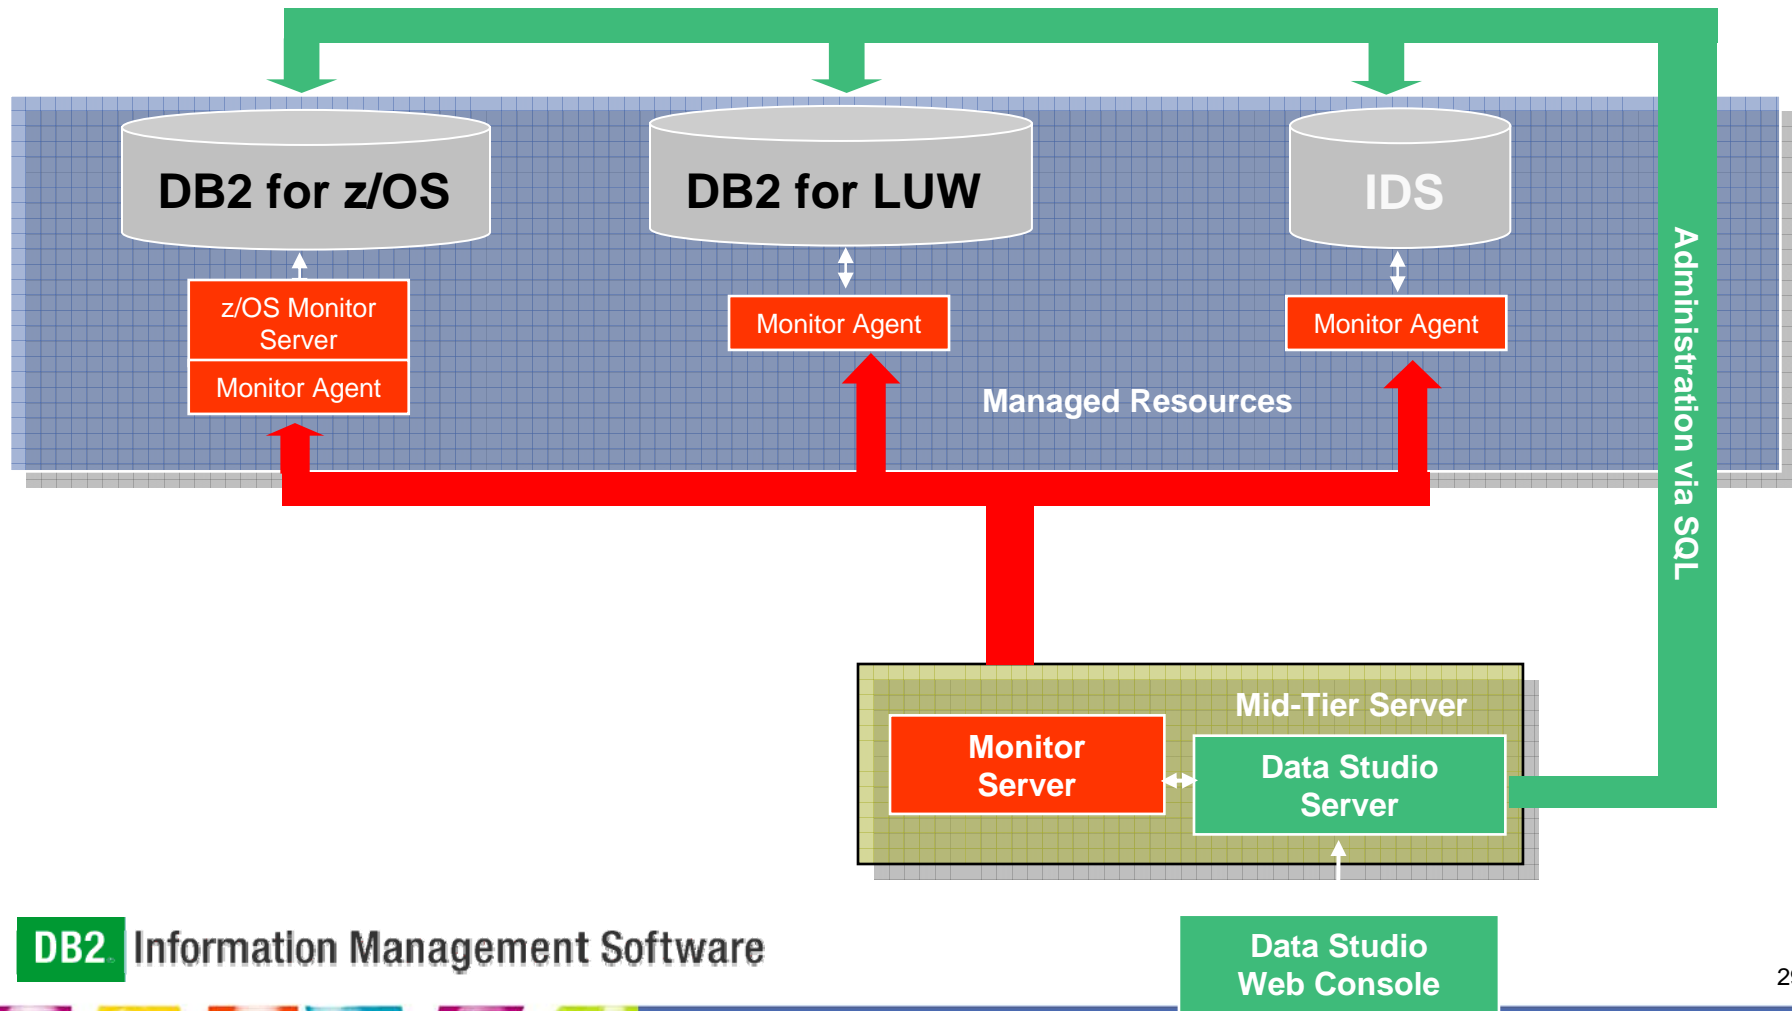 DB2 for z/OS
DB2 for LUW
IDS
z/OS Monitor
Server
Monitor Agent
Monitor Agent
Monitor Agent
Managed Resources
Administration via SQL
Mid-Tier Server
Monitor
Server
Data Studio
Server
DB2. Information Management Software
Data Studio
Web Console